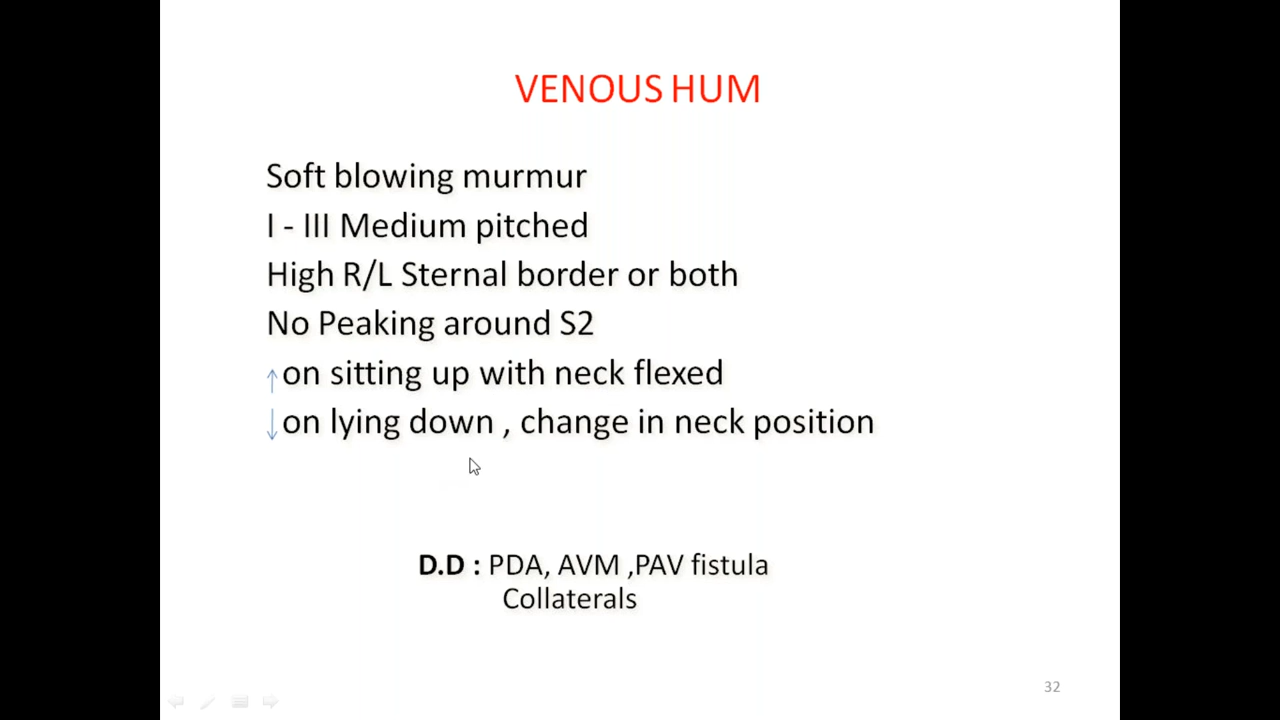 VENOUS HUM
Soft blowing murmur
I - III Medium pitched
High R/L Sternal border or both
No Peaking around S2
↑on sitting up with neck flexed
↓on lying down , change in neck position
D.D : PDA, AVM ,PAV fistula
Collaterals
32